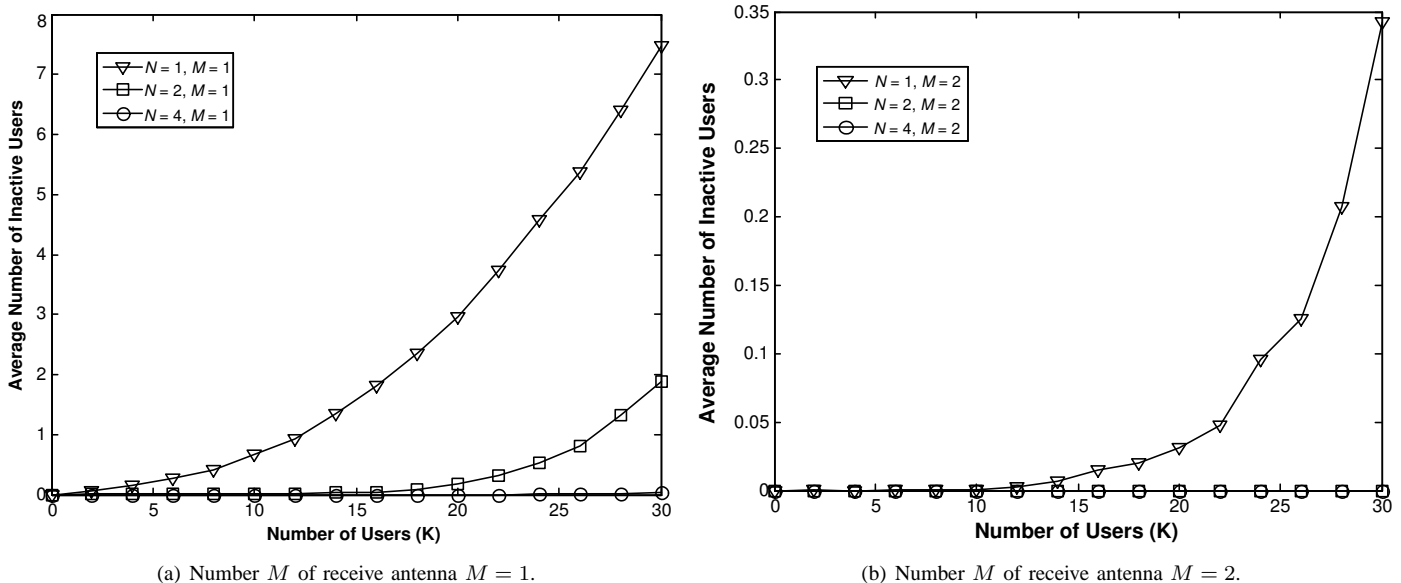 8
7
6
5
4
3
2
1
0
0 5 10 15 20 25 30
Average Number of Inactive Users
Number of Users (K)
N = 1, M = 1
N = 2, M = 1
N = 4, M = 1
(a) Number M of receive antenna M = 1.
0.35
0.3
0.25
0.2
0.15
0.1
0.05
0
0 5 10 15 20 25 30
Average Number of Inactive Users
Number of Users (K)
N = 1, M = 2
N = 2, M = 2
N = 4, M = 2
(b) Number M of receive antenna M = 2.